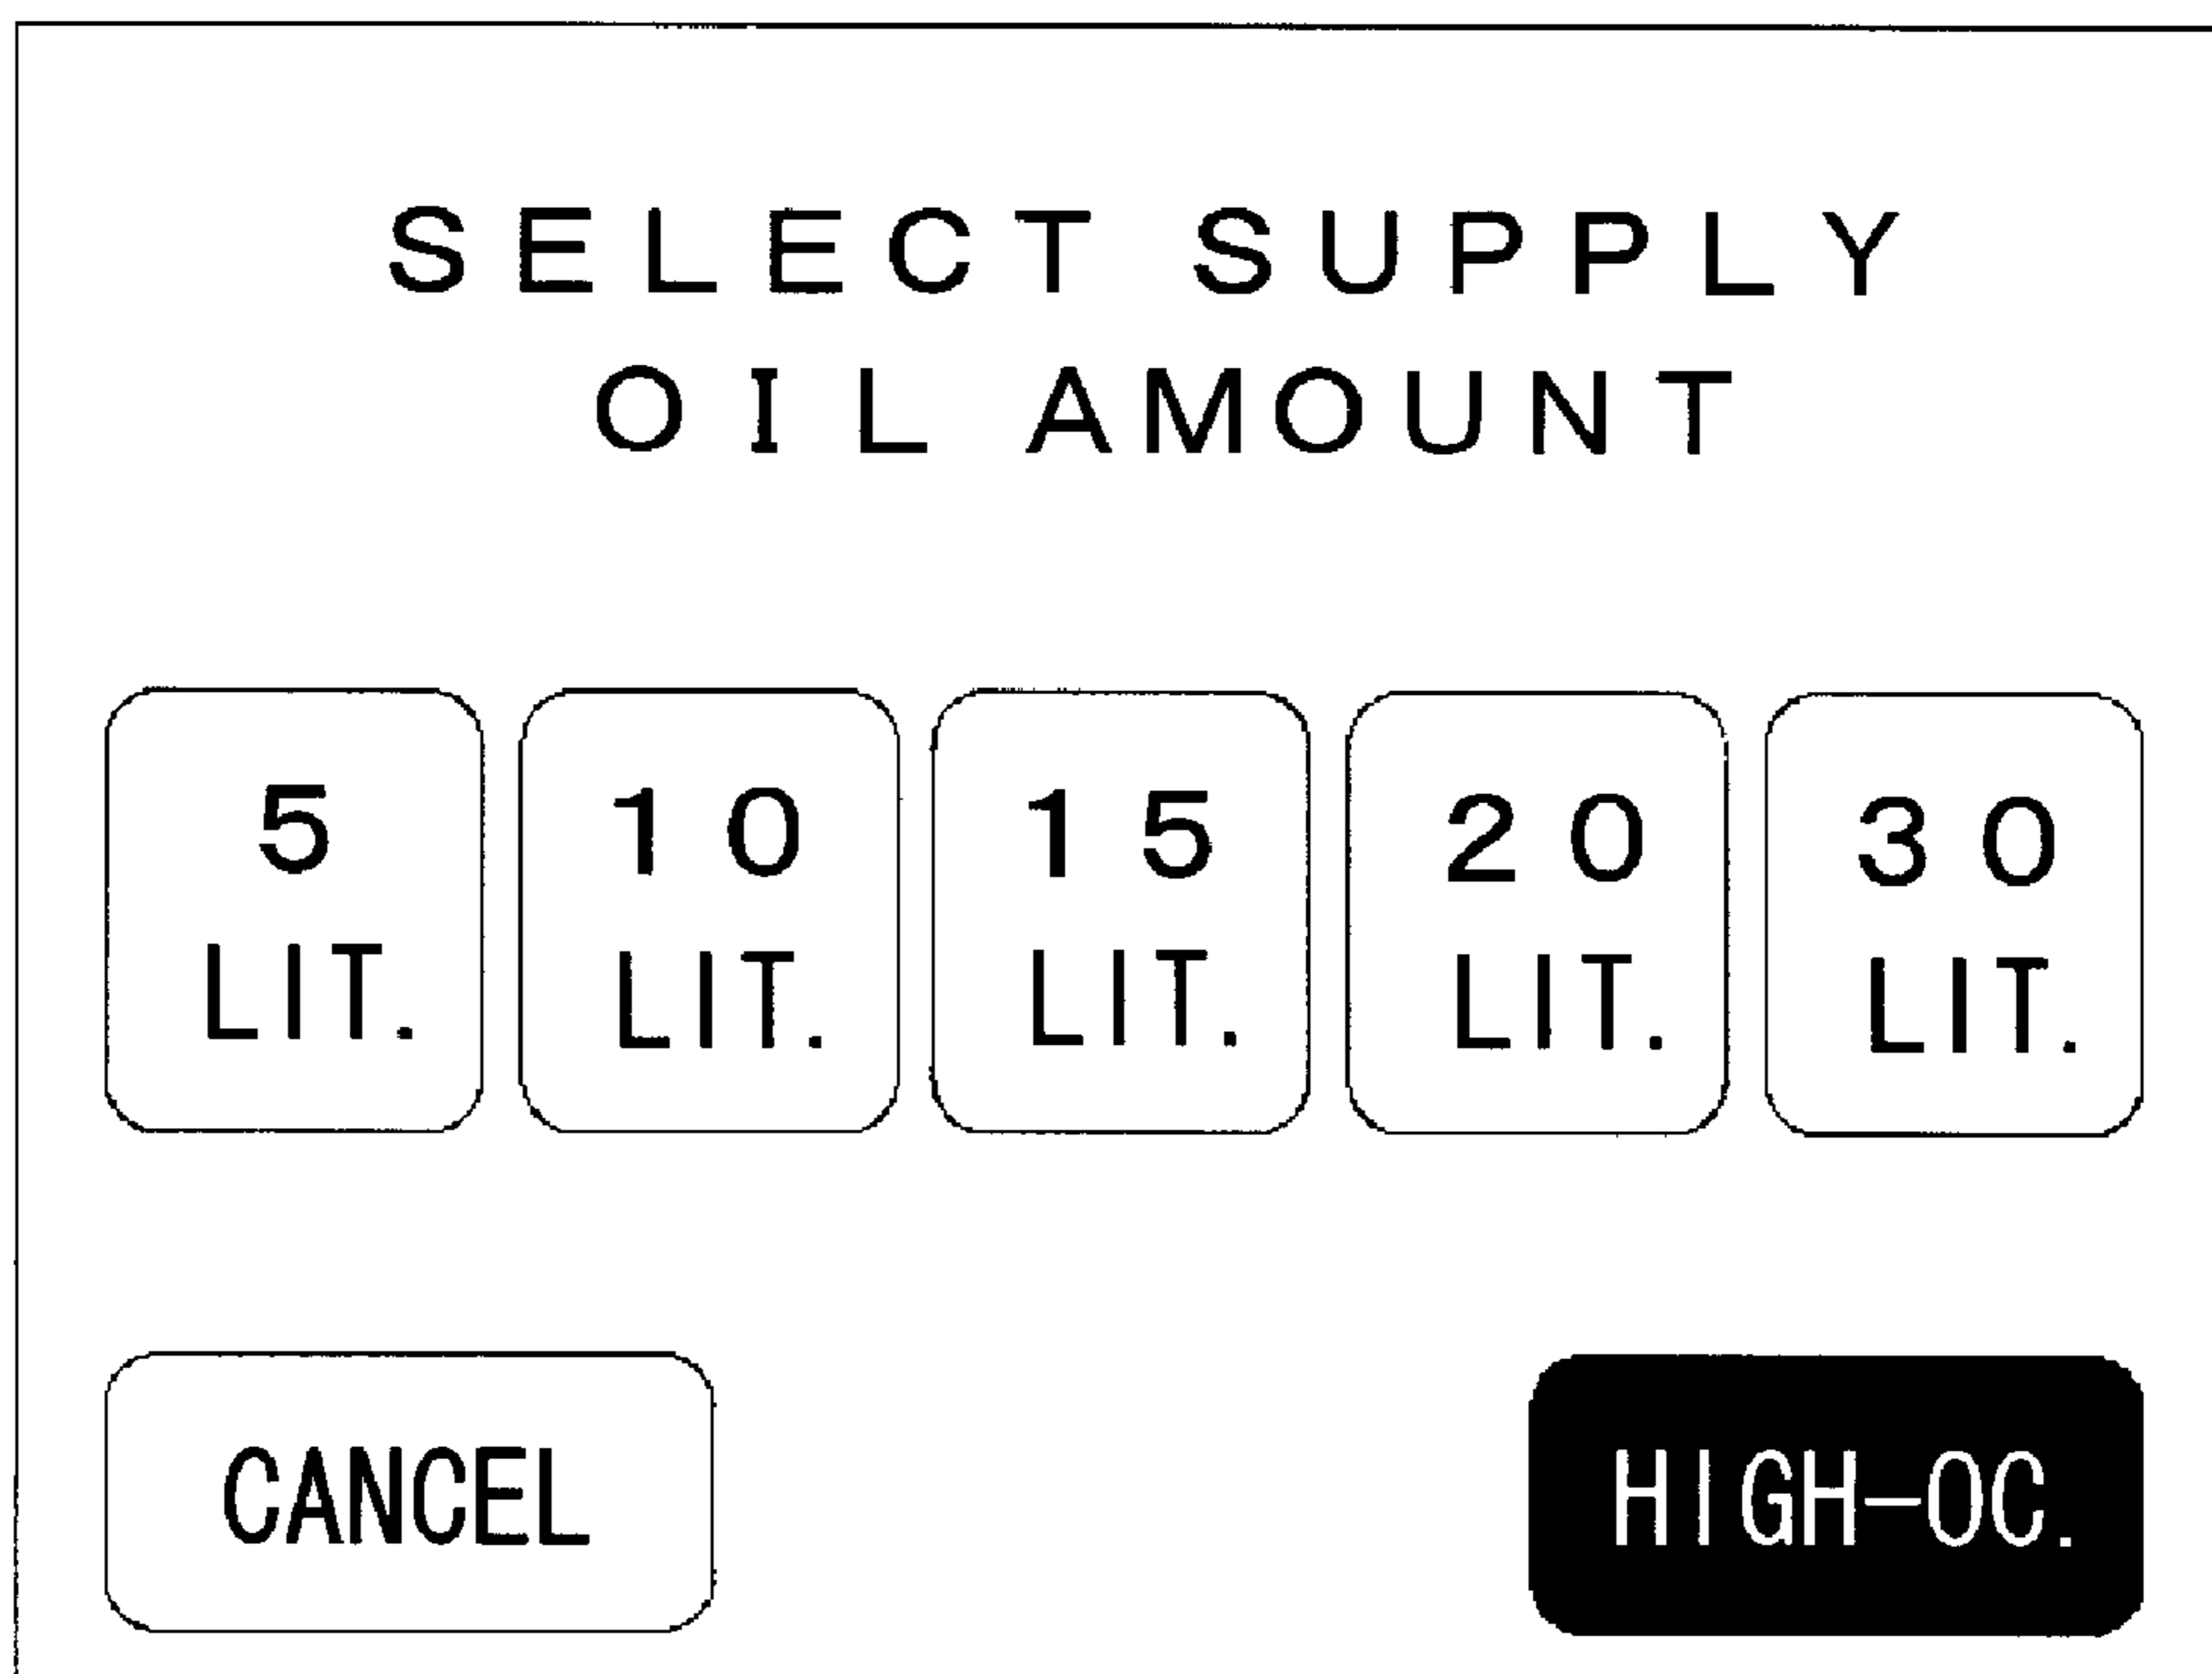 SELECT SUPPLY
OIL AMOUNT
5 10 15 20 30
LIT. LIT. LIT. LIT. LIT.
CANCEL HIGH-OC.